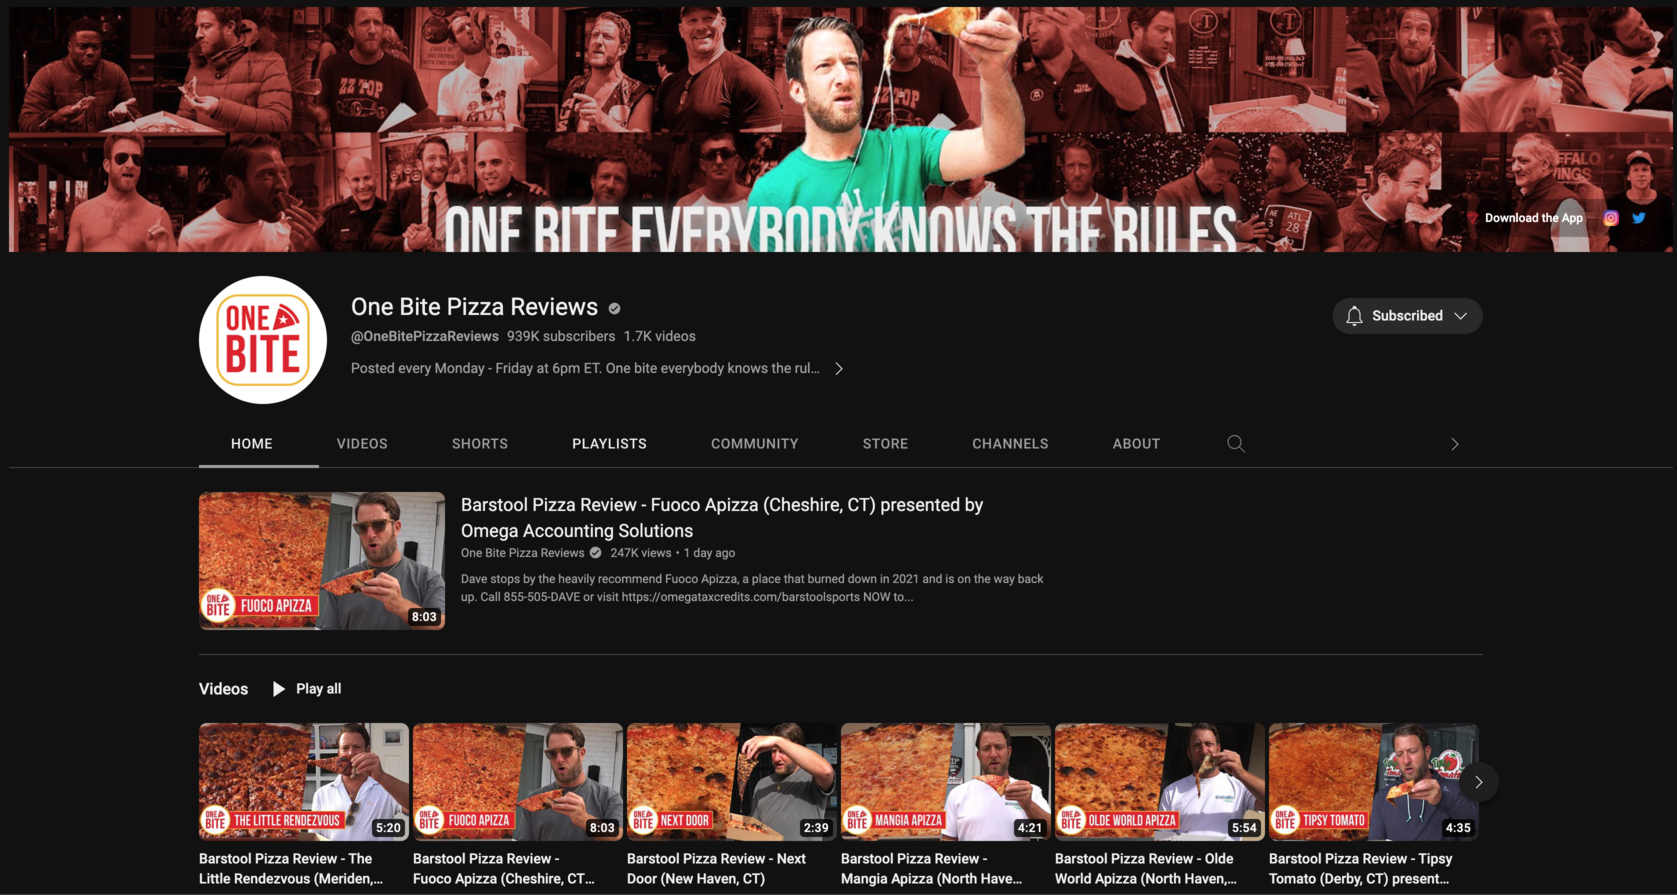 ZZ TOP
ZZ TOP
ONE BITE EVERYBODY KNOWS THE RULES
NE ATL
3 28
Download the App
ONE
BITE
One Bite Pizza Reviews
@OneBitePizzaReviews 939K subscribers 1.7K videos
Posted every Monday - Friday at 6pm ET. One bite everybody knows the rul...
Subscribed
HOME VIDEOS SHORTS PLAYLISTS COMMUNITY STORE CHANNELS ABOUT
Barstool Pizza Review - Fuoco Apizza (Cheshire, CT) presented by
Omega Accounting Solutions
One Bite Pizza Reviews 247K views • 1 day ago
Dave stops by the heavily recommend Fuoco Apizza, a place that burned down in 2021 and is on the way back
up. Call 855-505-DAVE or visit https://omegataxcredits.com/barstoolsports NOW to...
ONE
BITE FUOCO APIZZA
8:03
Videos Play all
ONE
BITE THE LITTLE RENDEZVOUS
5:20
ONE
BITE FUOCO APIZZA
8:03
ONE
BITE NEXT DOOR
2:39
ONE
BITE MANGIA APIZZA
4:21
ONE
BITE OLDE WORLD APIZZA
5:54
ONE
BITE TIPSY TOMATO
4:35
Barstool Pizza Review - The
Little Rendezvous (Meriden,...
Barstool Pizza Review -
Fuoco Apizza (Cheshire, CT...
Barstool Pizza Review - Next
Door (New Haven, CT)
Barstool Pizza Review -
Mangia Apizza (North Have...
Barstool Pizza Review - Olde
World Apizza (North Haven,...
Barstool Pizza Review - Tipsy
Tomato (Derby, CT) present...